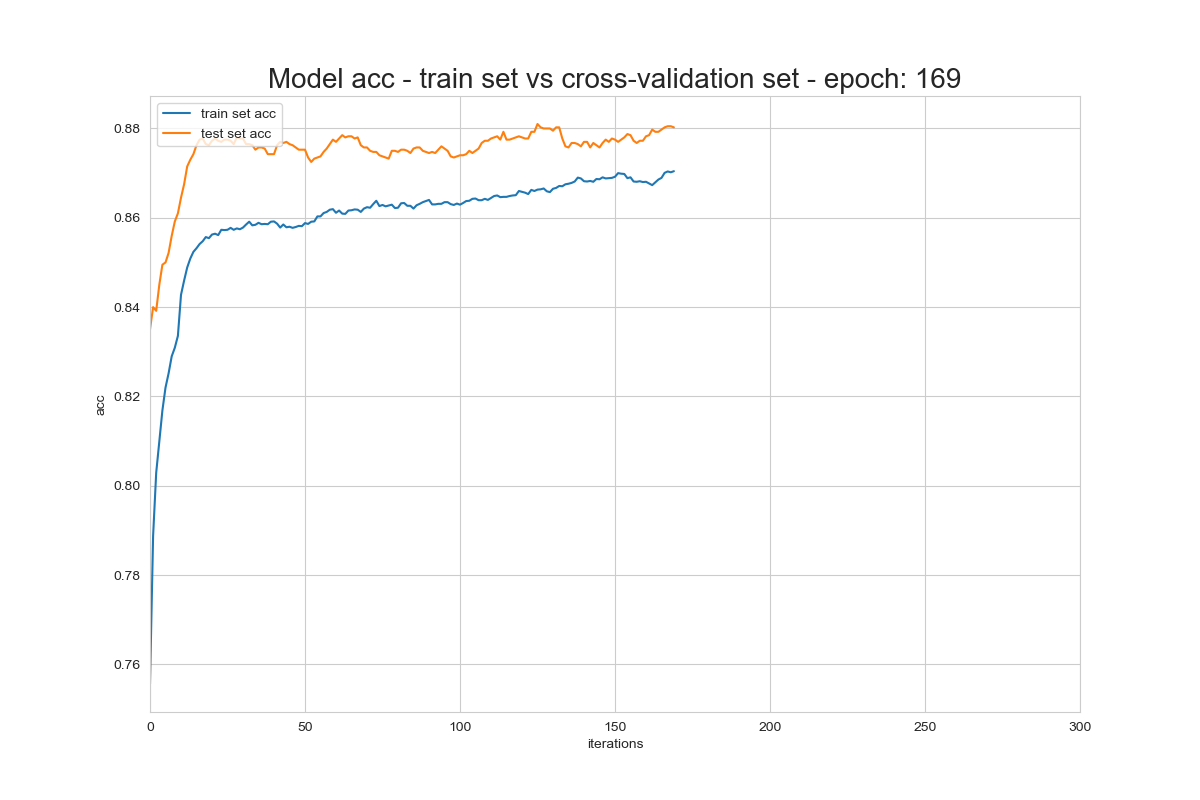 Model acc - train set vs cross-validation set - epoch: 169
train set acc
test set acc
0.88
0.86
0.84
0.82
0.80
0.78
0.76
acc
0
50
100
150
200
250
300
iterations